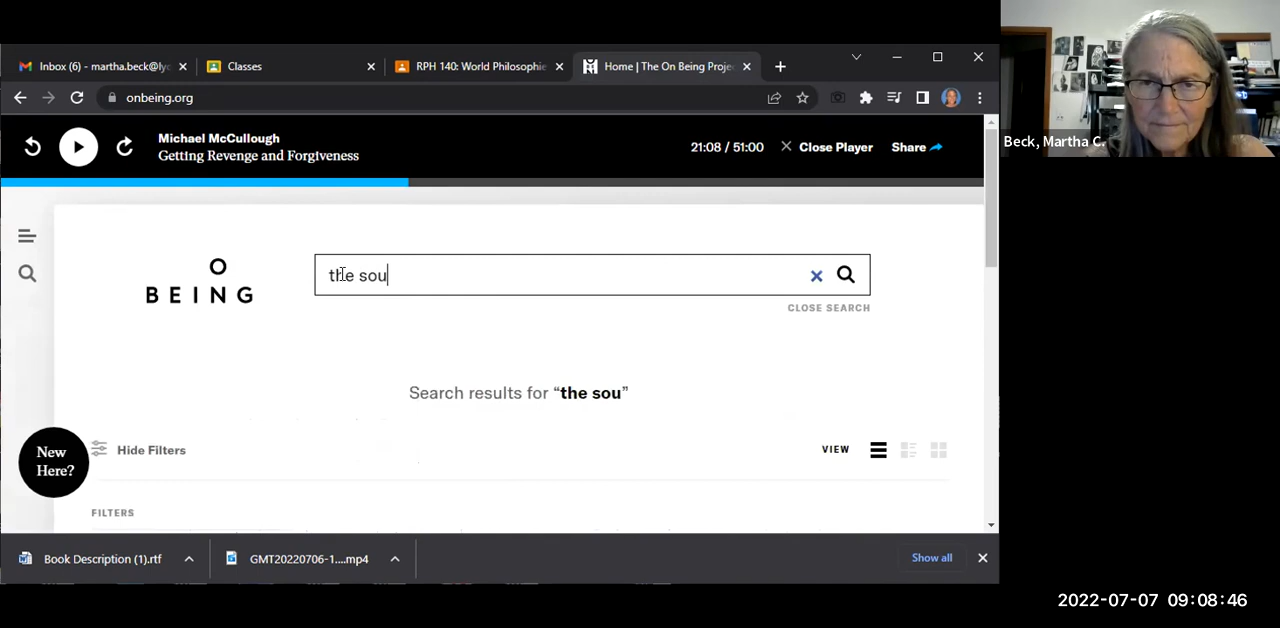 Inbox (6) - martha.beck@ly
Classes
RPH 140: World Philosophie
Home | The On Being Proje
onbeing.org
Michael McCullough
Getting Revenge and Forgiveness
21:08 / 51:00
Close Player
Share
Beck, Martha C.
O
BEING
the sou
CLOSE SEARCH
Search results for “the sou”
Hide Filters
VIEW
New
Here?
FILTERS
Book Description (1).rtf
GMT20220706-1....mp4
Show all
2022-07-07 09:08:46